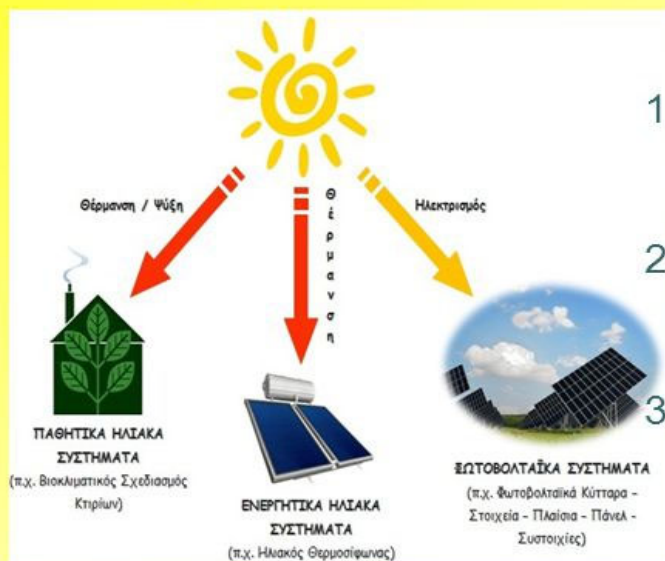 1
Θέρμανση / Ψύξη
Θέρμανση
Ηλεκτρισμός
2
3
ΠΑΘΗΤΙΚΑ ΗΛΙΑΚΑ
ΣΥΣΤΗΜΑΤΑ
(π.χ. Βιοκλιματικός Σχεδιασμός
Κτιρίων)
ΕΝΕΡΓΗΤΙΚΑ ΗΛΙΑΚΑ
ΣΥΣΤΗΜΑΤΑ
(π.χ. Ηλιακός Θερμοσίφωνας)
ΦΩΤΟΒΟΛΤΑΪΚΑ ΣΥΣΤΗΜΑΤΑ
(π.χ. Φωτοβολταϊκά Κύτταρα –
Στοιχεία – Πλαίσια – Πάνελ –
Συστοιχίες)